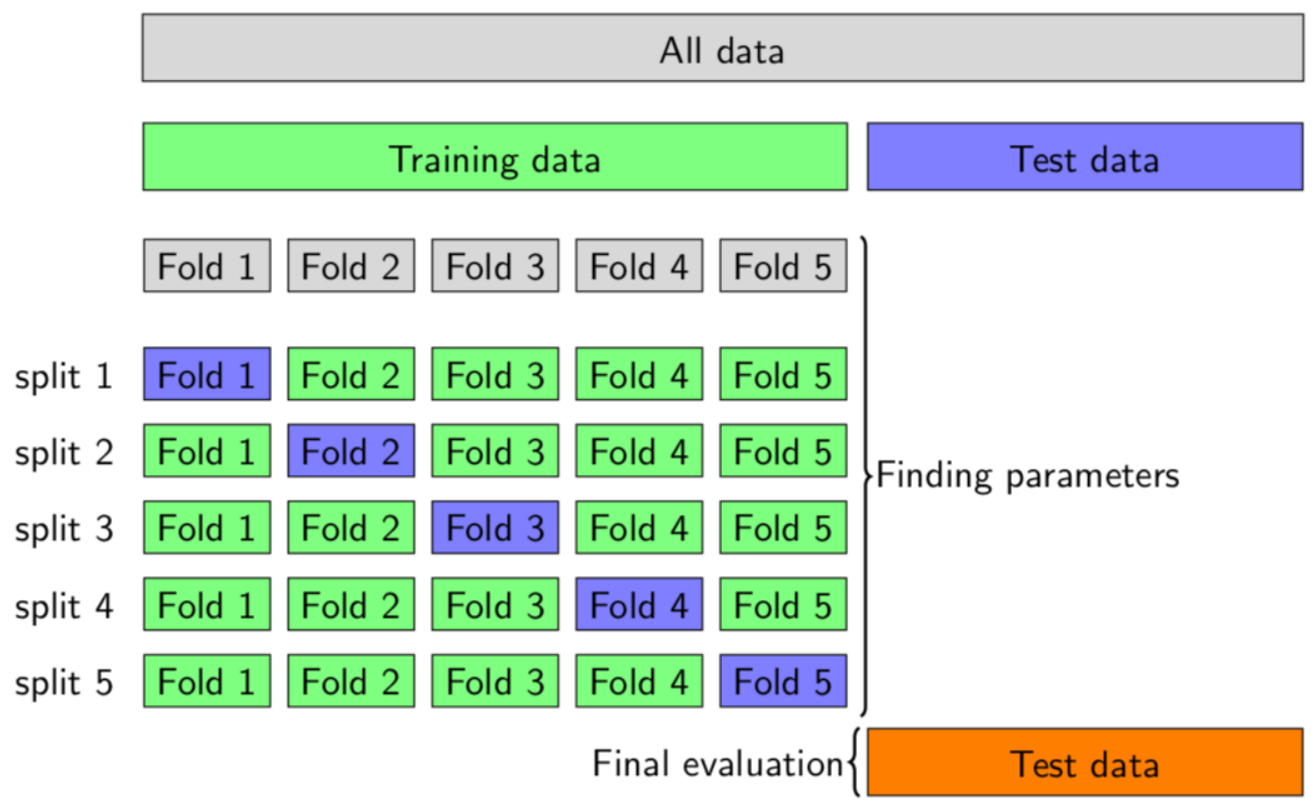 All data
Training data Test data
Fold 1 Fold 2 Fold 3 Fold 4 Fold 5
split 1 Fold 1 Fold 2 Fold 3 Fold 4 Fold 5
split 2 Fold 1 Fold 2 Fold 3 Fold 4 Fold 5
Finding parameters
split 3 Fold 1 Fold 2 Fold 3 Fold 4 Fold 5
split 4 Fold 1 Fold 2 Fold 3 Fold 4 Fold 5
split 5 Fold 1 Fold 2 Fold 3 Fold 4 Fold 5
Final evaluation Test data